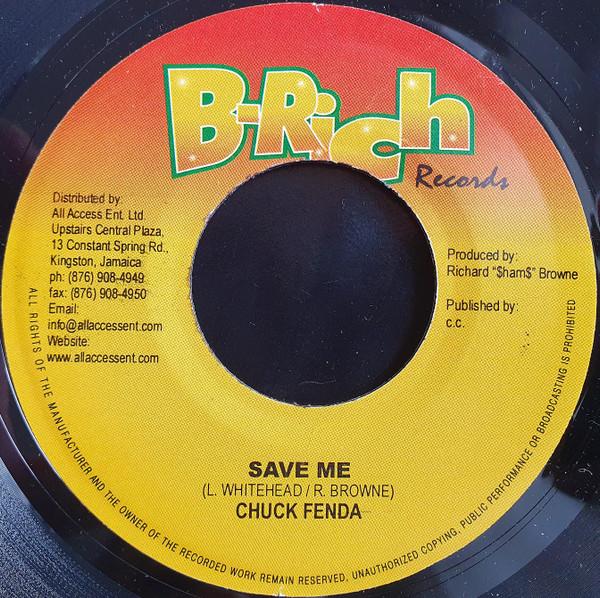 B-Rich
Records
Distributed by:
All Access Ent. Ltd.
Upstairs Central Plaza,
13 Constant Spring Rd.,
Kingston, Jamaica
ph: (876) 908-4949
fax: (876) 908-4950
Email:
info@allaccessent.com
Website:
www.allaccessent.com
Produced by:
Richard "$ham$" Browne
Published by:
c.c.
SAVE ME
(L. WHITEHEAD / R. BROWNE)
CHUCK FENDA
ALL RIGHTS OF THE MANUFACTURER AND THE OWNER OF THE RECORDED WORK REMAIN RESERVED, UNAUTHORIZED COPYING, PUBLIC PERFORMANCE OR BROADCASTING IS PROHIBITED